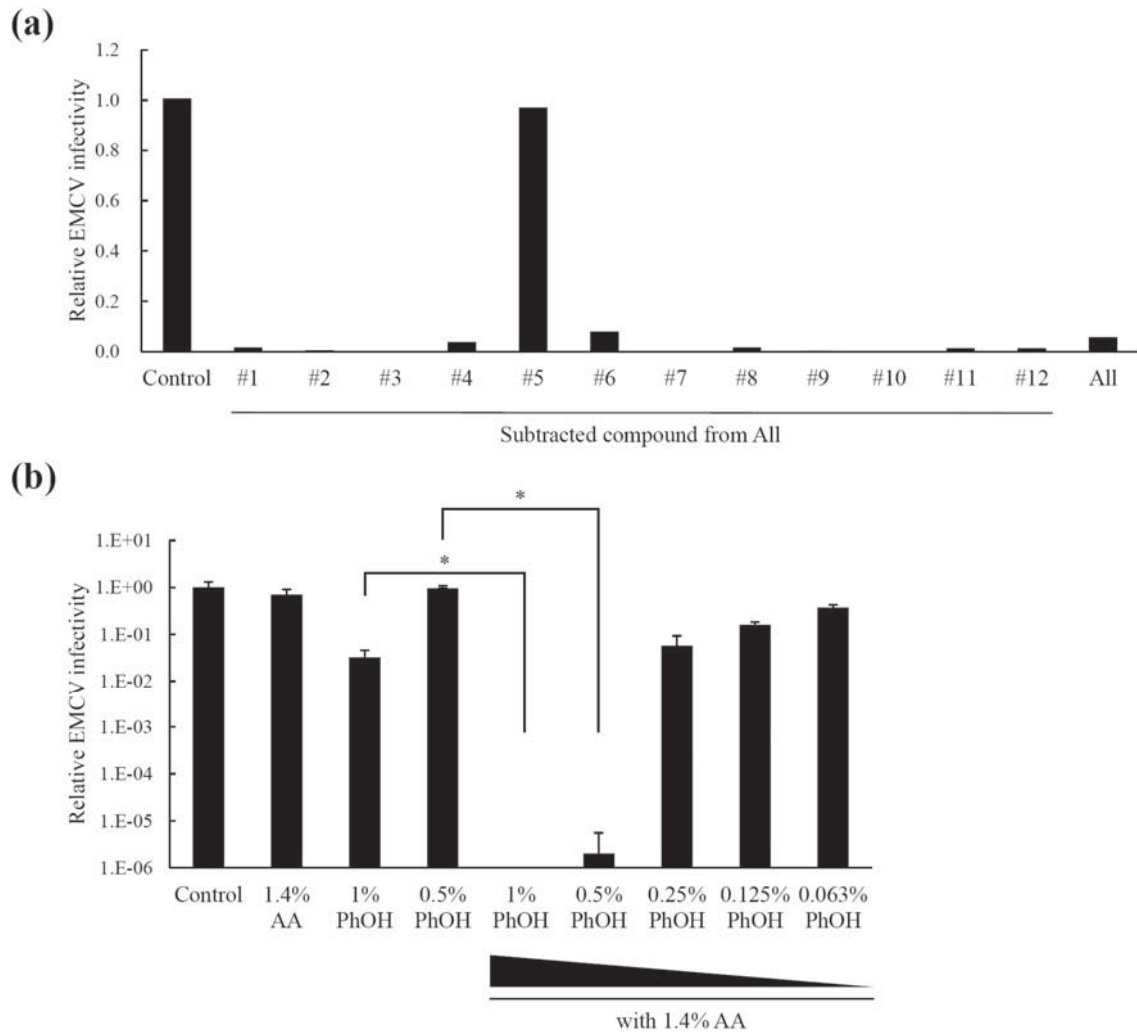 (a)
1.2
1.0
0.8
0.6
0.4
0.2
0.0
Relative EMCV infectivity
Control #1 #2 #3 #4 #5 #6 #7 #8 #9 #10 #11 #12 All
Subtracted compound from All
(b)
*
*
1.E+01
1.E+00
1.E-01
1.E-02
1.E-03
1.E-04
1.E-05
1.E-06
Relative EMCV infectivity
Control 1.4% 1% 0.5% 1% 0.5% 0.25% 0.125% 0.063%
AA PhOH PhOH PhOH PhOH PhOH PhOH PhOH
with 1.4% AA